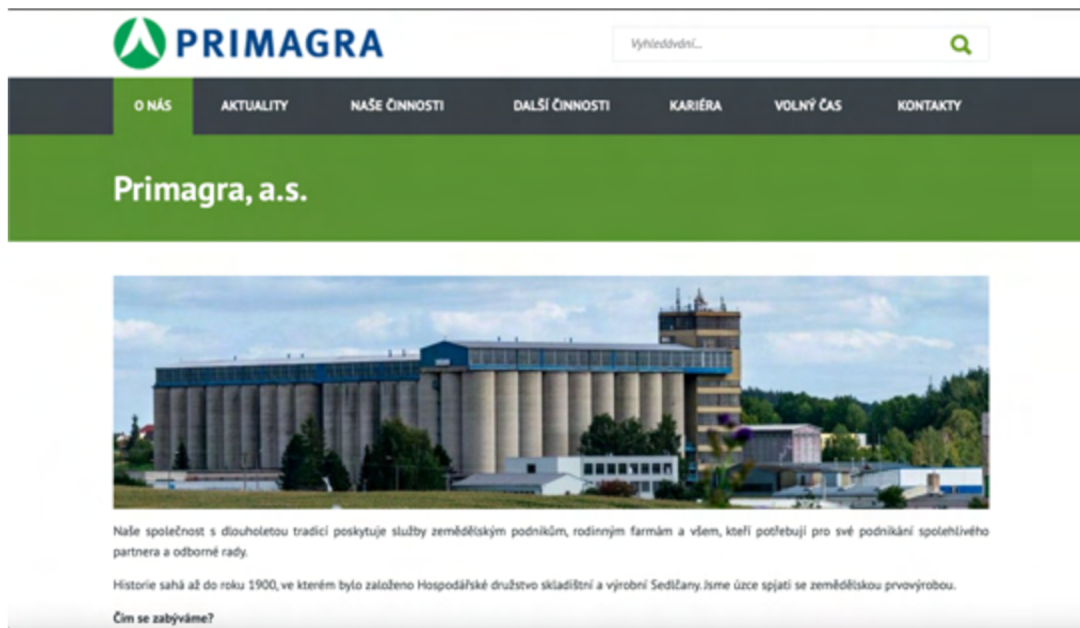 PRIMAGRA
Vyhledávání...
O NÁS AKTUALITY NAŠE ČINNOSTI DALŠÍ ČINNOSTI KARIÉRA VOLNÝ ČAS KONTAKTY
Primagra, a.s.
Naše společnost s dlouholetou tradicí poskytuje služby zemědělským podnikům, rodinným farmám a všem, kteří potřebují pro své podnikání spolehlivého
partnera a odborné rady.
Historie sahá až do roku 1900, ve kterém bylo založeno Hospodářské družstvo skladištní a výrobní Sedlčany. Jsme úzce spjati se zemědělskou prvovýrobou.
Čím se zabýváme?